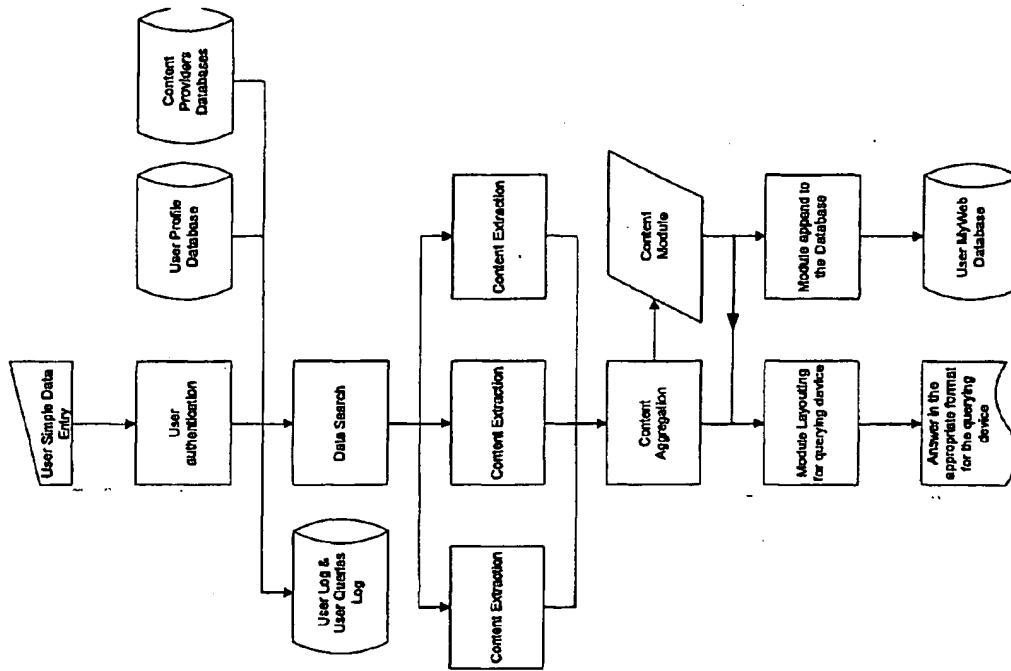 User Simple Data
Entry
User
authentication
User Profile
Database
Content
Providers
Databases
User Log &
User Queries
Log
Data Search
Content Extraction
Content Extraction
Content Extraction
Content
Aggregation
Content
Module
Module Layouting
for querying device
Module append to
the Database
Answer in the
appropriate format
for the querying
device
User MyWeb
Database